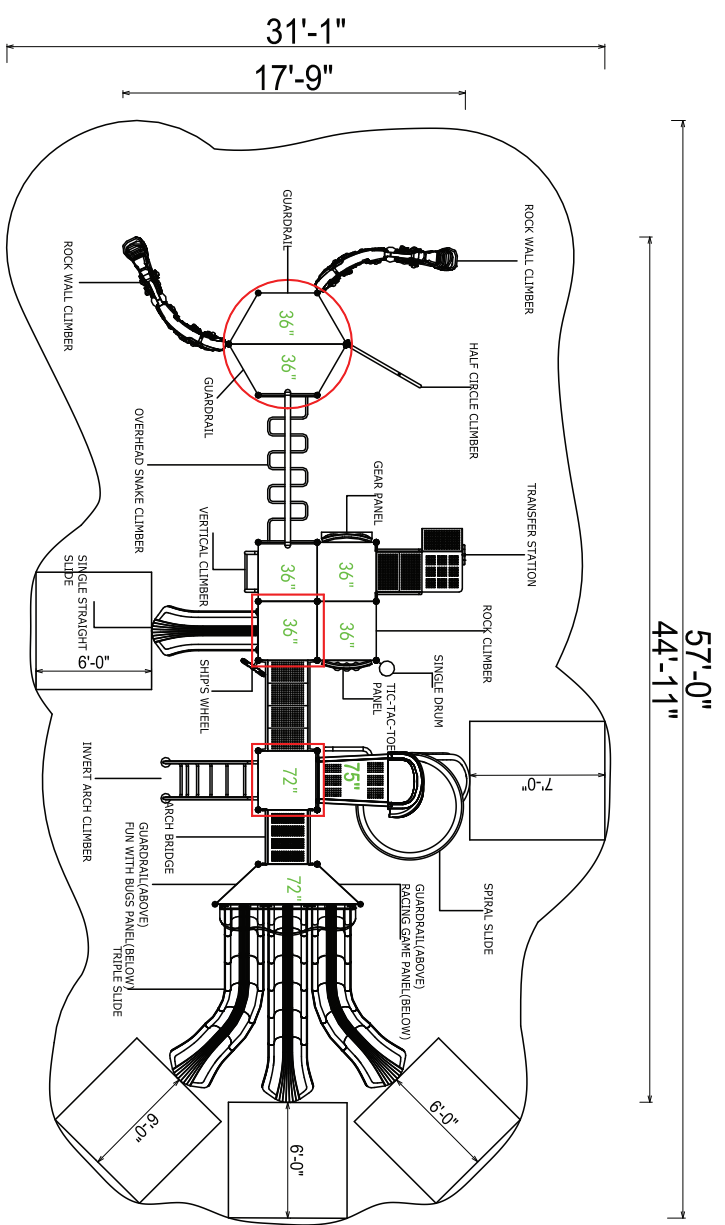 31'-1"
17'-9"
57'-0"
44'-11"
GUARDRAIL
ROCK WALL CLIMBER
ROCK WALL CLIMBER
36"
36"
HALF CIRCLE CLIMBER
GUARDRAIL
OVERHEAD SNAKE CLIMBER
GEAR PANEL
TRANSFER STATION
VERTICAL CLIMBER
36"
36"
SINGLE STRAIGHT
SLIDE
36"
36"
ROCK CLIMBER
6'-0"
SHIP'S WHEEL
TIC-TAC-TOE
PANEL
SINGLE DRUM
INVERT ARCH CLIMBER
72"
75"
7'-0"
ARCH BRIDGE
GUARDRAIL(ABOVE)
FUN WITH BUGS PANEL(BELOW)
72"
GUARDRAIL(ABOVE)
RACING GAME PANEL(BELOW)
SPIRAL SLIDE
TRIPLE SLIDE
6'-0"
6'-0"
6'-0"